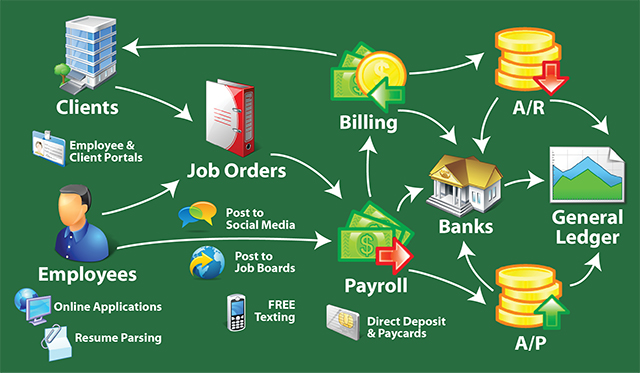 Clients
Billing
A/R
Employee &
Client Portals
Job Orders
Banks
General
Ledger
Employees
Post to
Social Media
Post to
Job Boards
Payroll
Online Applications
FREE
Texting
Direct Deposit
& Paycards
A/P
Resume Parsing